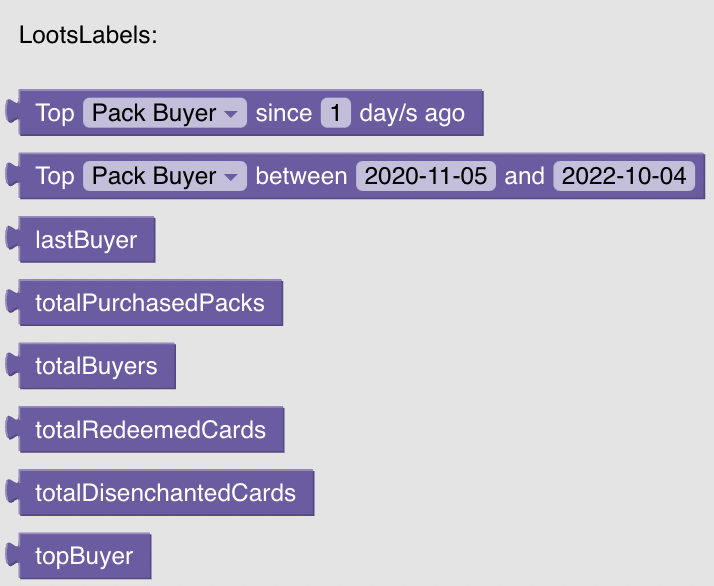 LootsLabels:
Top Pack Buyer since 1 day/s ago
Top Pack Buyer between 2020-11-05 and 2022-10-04
lastBuyer
totalPurchasedPacks
totalBuyers
totalRedeemedCards
totalDisenchantedCards
topBuyer